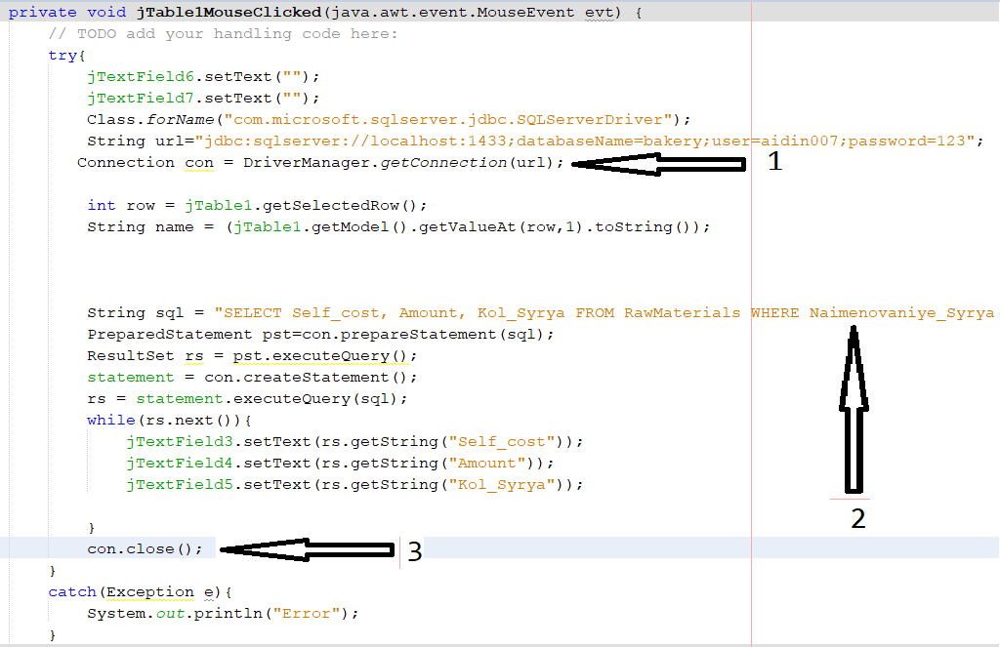 private void jTable1MouseClicked(java.awt.event.MouseEvent evt) {
// TODO add your handling code here:
try{
jTextField6.setText("");
jTextField7.setText("");
Class.forName("com.microsoft.sqlserver.jdbc.SQLServerDriver");
String url="jdbc:sqlserver://localhost:1433;databaseName=bakery;user=aidin007;password=123";
Connection con = DriverManager.getConnection(url); 1
int row = jTable1.getSelectedRow();
String name = (jTable1.getModel().getValueAt(row,1).toString());
String sql = "SELECT Self_cost, Amount, Kol_Syrya FROM RawMaterials WHERE Naimenovaniye_Syrya
PreparedStatement pst=con.prepareStatement(sql);
ResultSet rs = pst.executeQuery();
statement = con.createStatement();
rs = statement.executeQuery(sql);
while(rs.next()){
jTextField3.setText(rs.getString("Self_cost"));
jTextField4.setText(rs.getString("Amount"));
jTextField5.setText(rs.getString("Kol_Syrya"));
2
}
con.close(); 3
}
catch(Exception e){
System.out.println("Error");
}